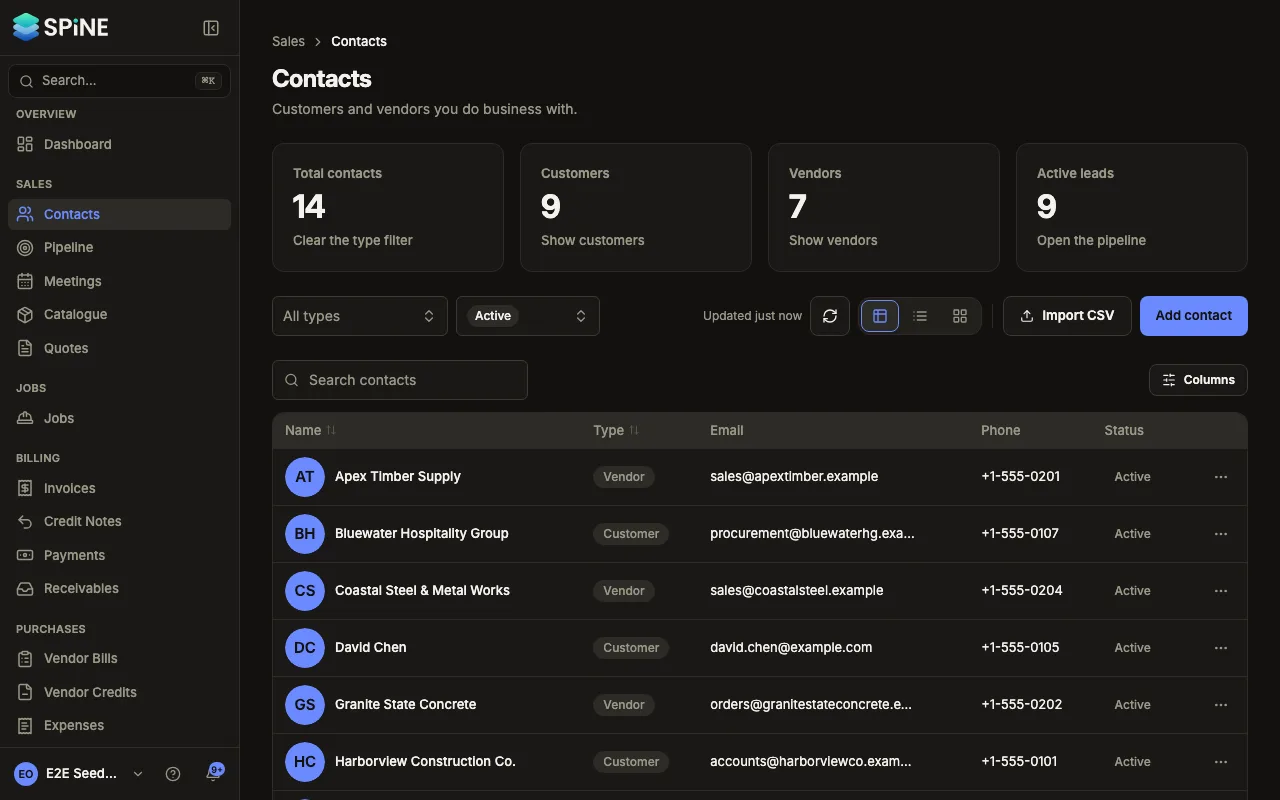 SPiNE
Search... ⌘K
OVERVIEW
Dashboard
SALES
Contacts
Pipeline
Meetings
Catalogue
Quotes
JOBS
Jobs
BILLING
Invoices
Credit Notes
Payments
Receivables
PURCHASES
Vendor Bills
Vendor Credits
Expenses
EO E2E Seed... 9+
Sales > Contacts
Contacts
Customers and vendors you do business with.
Total contacts
14
Clear the type filter
Customers
9
Show customers
Vendors
7
Show vendors
Active leads
9
Open the pipeline
All types Active Updated just now Import CSV Add contact
Search contacts Columns
Name Type Email Phone Status
AT Apex Timber Supply Vendor sales@apextimber.example +1-555-0201 Active
BH Bluewater Hospitality Group Customer procurement@bluewaterhg.exa... +1-555-0107 Active
CS Coastal Steel & Metal Works Vendor sales@coastalsteel.example +1-555-0204 Active
DC David Chen Customer david.chen@example.com +1-555-0105 Active
GS Granite State Concrete Vendor orders@granitestateconcrete.e... +1-555-0202 Active
HC Harborview Construction Co. Customer accounts@harborviewco.exam... +1-555-0101 Active